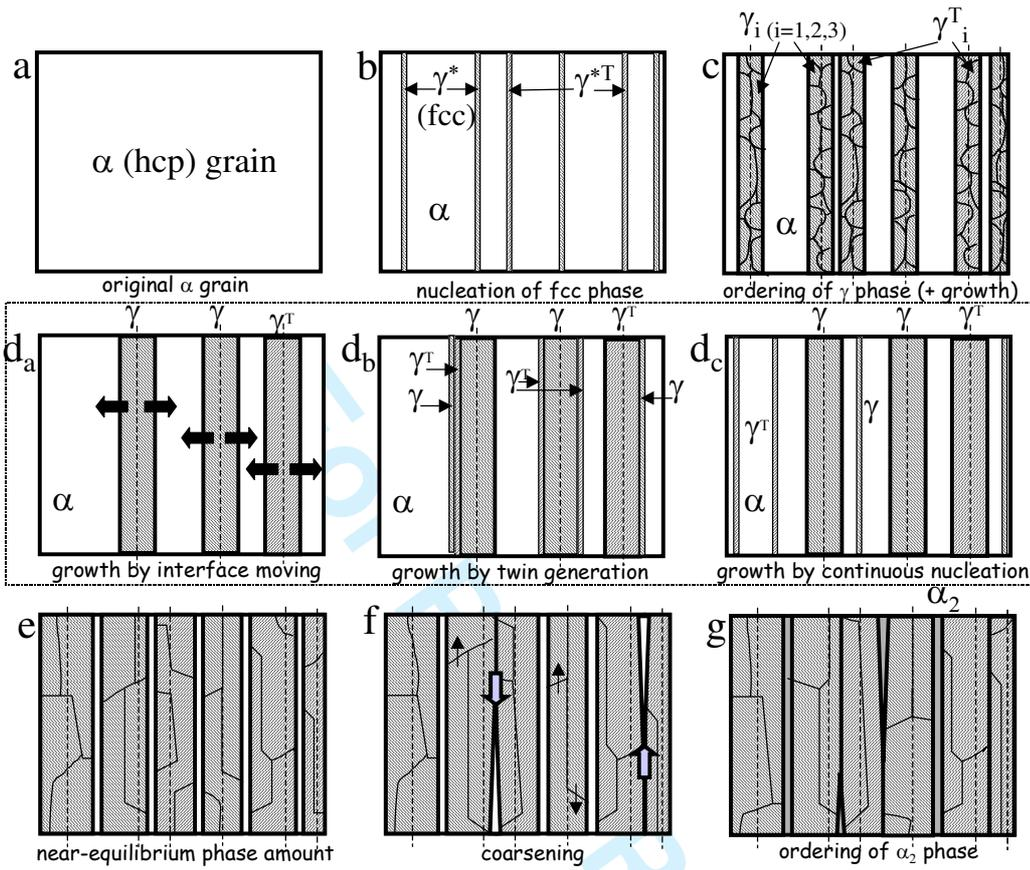 a
α (hcp) grain
original α grain
b
γ*
(fcc)
γ*T
α
nucleation of fcc phase
c
γi (i=1,2,3)
γTi
α
ordering of γ phase (+ growth)
da
γ
γ
γT
α
growth by interface moving
db
γ
γ
γT
γT
γ
γT
γ
α
growth by twin generation
dc
γ
γ
γT
γT
γ
α
growth by continuous nucleation
e
near-equilibrium phase amount
f
coarsening
g
α2
ordering of α2 phase